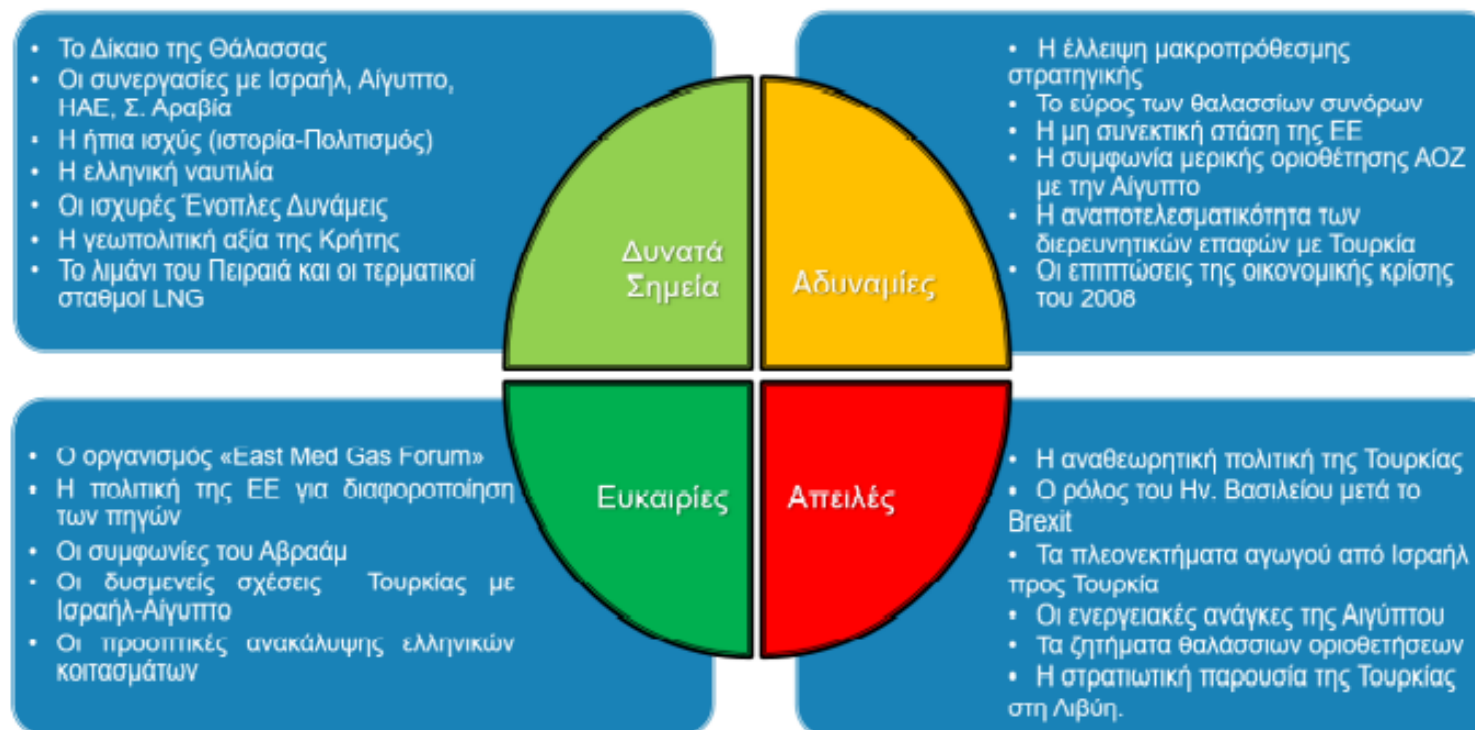 • Το Δίκαιο της Θάλασσας
• Οι συνεργασίες με Ισραήλ, Αίγυπτο,
ΗΑΕ, Σ. Αραβία
• Η ήπια ισχύς (ιστορία-Πολιτισμός)
• Η ελληνική ναυτιλία
• Οι ισχυρές Ένοπλες Δυνάμεις
• Η γεωπολιτική αξία της Κρήτης
• Το λιμάνι του Πειραιά και οι τερματικοί
σταθμοί LNG
Δυνατά
Σημεία
• Η έλλειψη μακροπρόθεσμης
στρατηγικής
• Το εύρος των θαλασσίων συνόρων
• Η μη συνεκτική στάση της ΕΕ
• Η συμφωνία μερικής οριοθέτησης ΑΟΖ
με την Αίγυπτο
• Η αναποτελεσματικότητα των
διερευνητικών επαφών με Τουρκία
• Οι επιπτώσεις της οικονομικής κρίσης
του 2008
Αδυναμίες
• Ο οργανισμός «East Med Gas Forum»
• Η πολιτική της ΕΕ για διαφοροποίηση
των πηγών
• Οι συμφωνίες του Αβραάμ
• Οι δυσμενείς σχέσεις Τουρκίας με
Ισραήλ-Αίγυπτο
• Οι προοπτικές ανακάλυψης ελληνικών
κοιτασμάτων
Ευκαιρίες
• Η αναθεωρητική πολιτική της Τουρκίας
• Ο ρόλος του Ην. Βασιλείου μετά το
Brexit
• Τα πλεονεκτήματα αγωγού από Ισραήλ
προς Τουρκία
• Οι ενεργειακές ανάγκες της Αιγύπτου
• Τα ζητήματα θαλάσσιων οριοθετήσεων
• Η στρατιωτική παρουσία της Τουρκίας
στη Λιβύη.
Απειλές